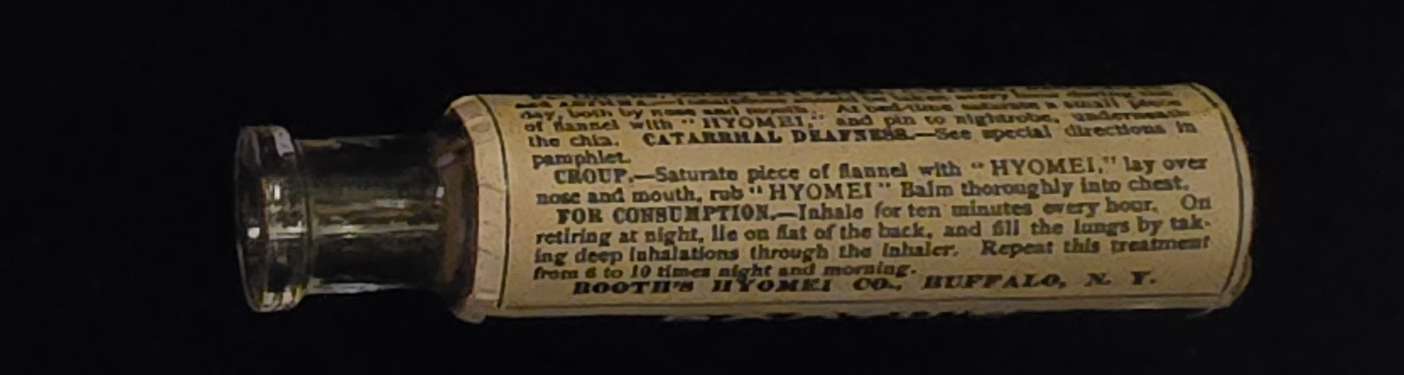 and ASTHMA.—Inhalations
day, both by nose and mouth. At bed-time saturate a small piece
of flannel with "HYOMEI," and pin to nightrobe, underneath
the chin. CATARRHAL DEAFNESS.—See special directions in
pamphlet.
CROUP.—Saturate piece of flannel with "HYOMEI," lay over
nose and mouth, rub "HYOMEI" Balm thoroughly into chest.
FOR CONSUMPTION.—Inhale for ten minutes every hour. On
retiring at night, lie on flat of the back, and fill the lungs by tak-
ing deep inhalations through the inhaler. Repeat this treatment
from 6 to 10 times night and morning.
BOOTH'S HYOMEI CO., BUFFALO, N. Y.